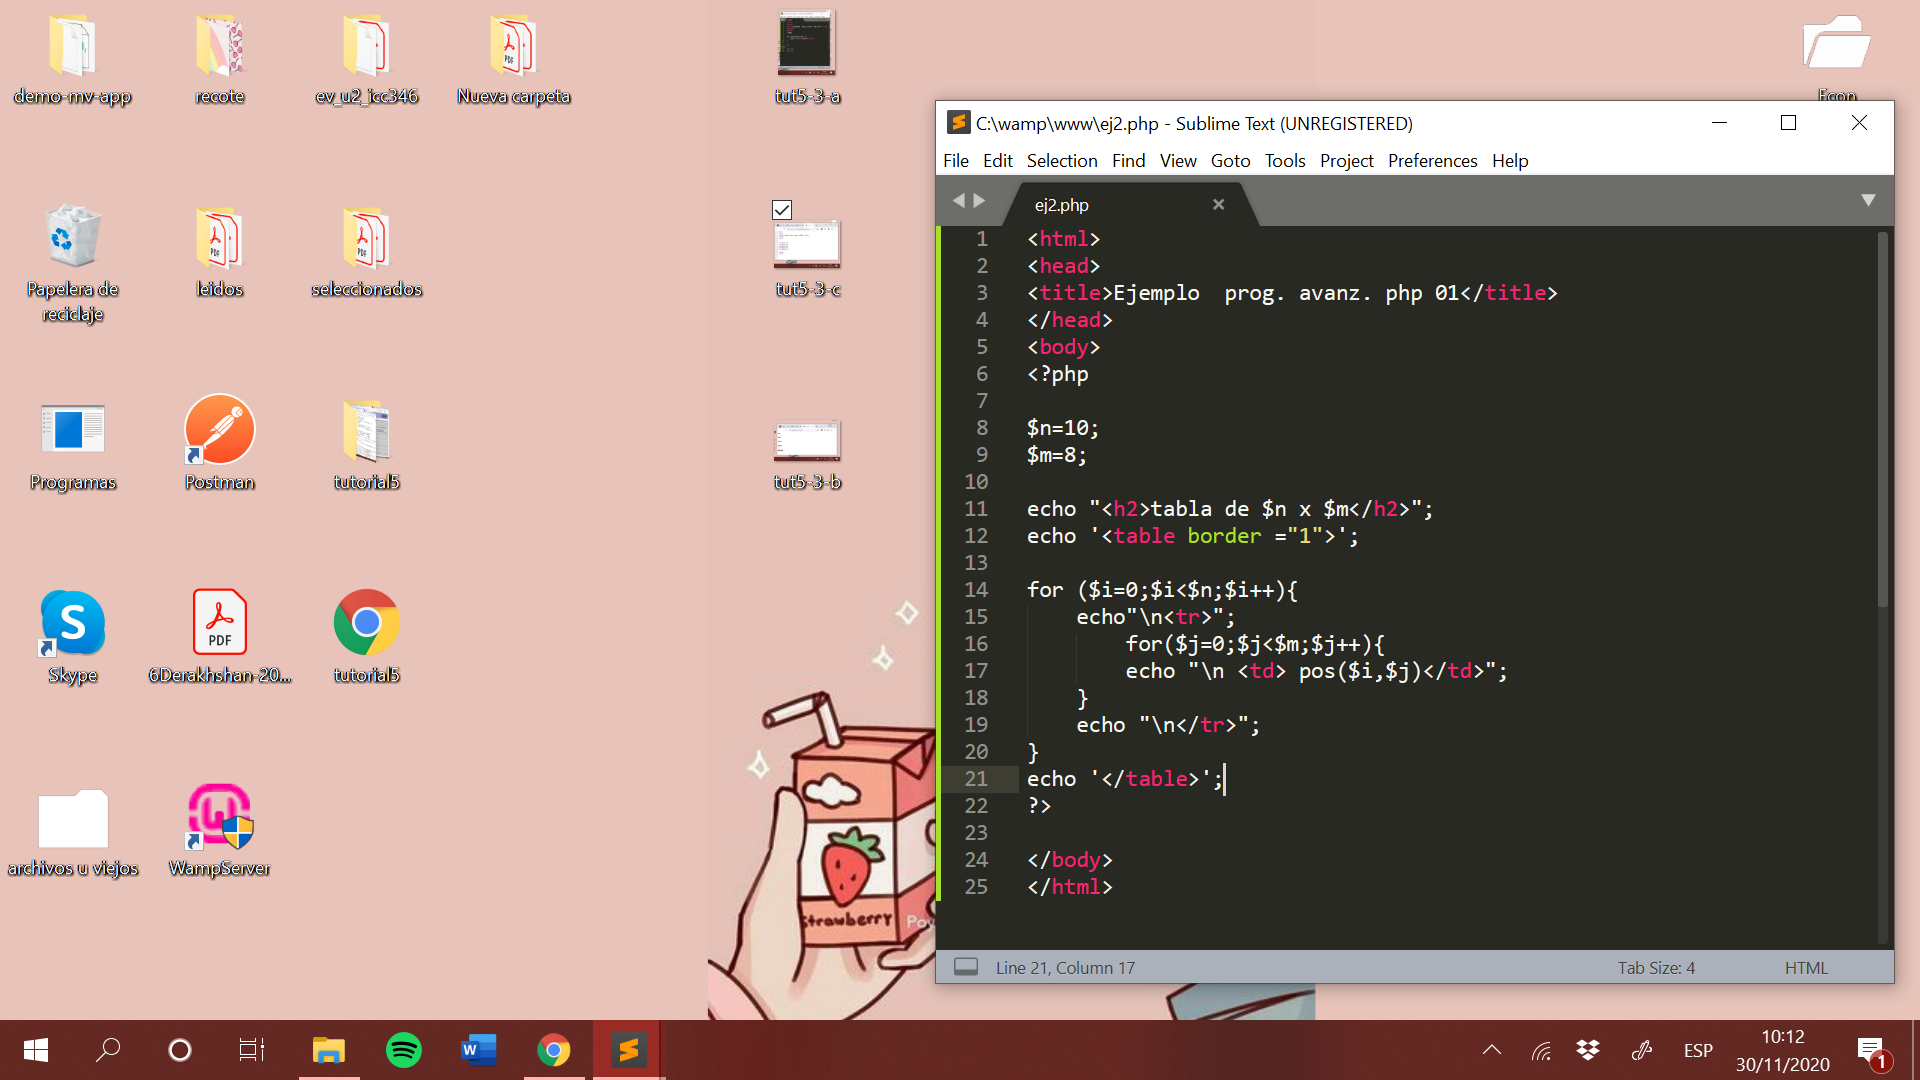 demo-mv-app
recote
ev_u2_icc346
Nueva carpeta
tut5-3-a
Econ
Papelera de
reciclaje
leidos
seleccionados
tut5-3-c
Programas
Postman
tutorial5
tut5-3-b
Skype
PDF
6Derakhshan-20...
tutorial5
archivos u viejos
WampServer
Strawberry
C:\wamp\www\ej2.php - Sublime Text (UNREGISTERED)
File Edit Selection Find View Goto Tools Project Preferences Help
ej2.php
1 <html>
2 <head>
3 <title>Ejemplo  prog. avanz. php 01</title>
4 </head>
5 <body>
6 <?php
7
8 $n=10;
9 $m=8;
10
11 echo "<h2>tabla de $n x $m</h2>";
12 echo '<table border ="1">';
13
14 for ($i=0;$i<$n;$i++){
15     echo"\n<tr>";
16         for($j=0;$j<$m;$j++){
17         echo "\n <td> pos($i,$j)</td>";
18     }
19     echo "\n</tr>";
20 }
21 echo '</table>';
22 ?>
23
24 </body>
25 </html>
Line 21, Column 17
Tab Size: 4
HTML
ESP
10:12
30/11/2020
1